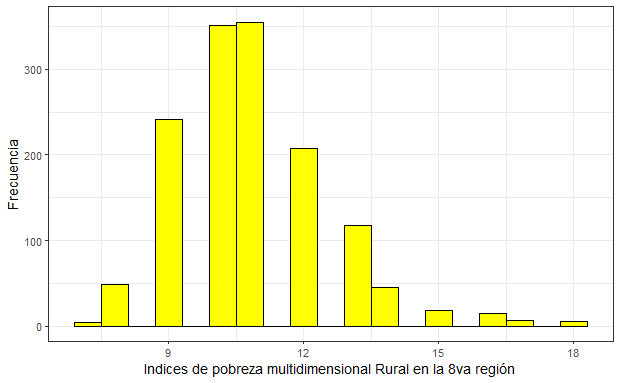 Frecuencia
300
200
100
0
9 12 15 18
Indices de pobreza multidimensional Rural en la 8va región